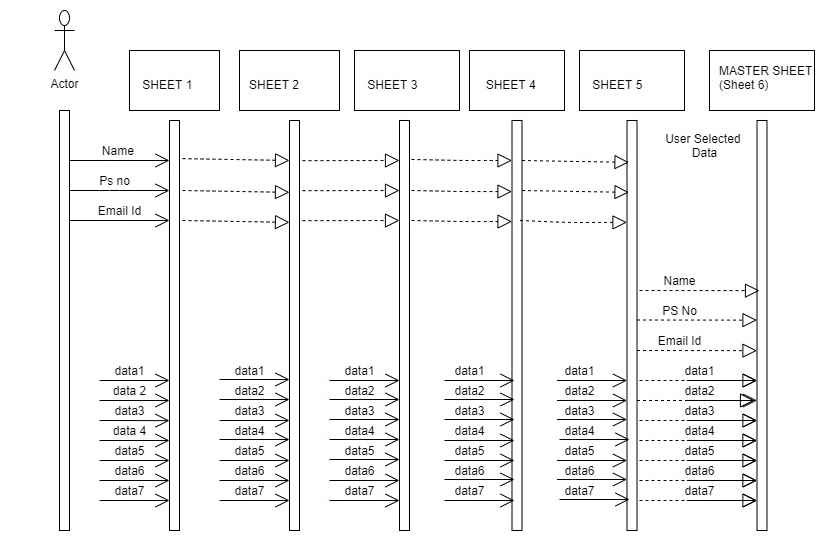 Actor
SHEET 1
SHEET 2
SHEET 3
SHEET 4
SHEET 5
MASTER SHEET
(Sheet 6)
User Selected
Data
Name
Ps no
Email Id
Name
PS No
Email Id
data1 data1 data1 data1 data1 data1
data 2 data2 data2 data2 data2 data2
data3 data3 data3 data3 data3 data3
data 4 data4 data4 data4 data4 data4
data5 data5 data5 data5 data5 data5
data6 data6 data6 data6 data6 data6
data7 data7 data7 data7 data7 data7